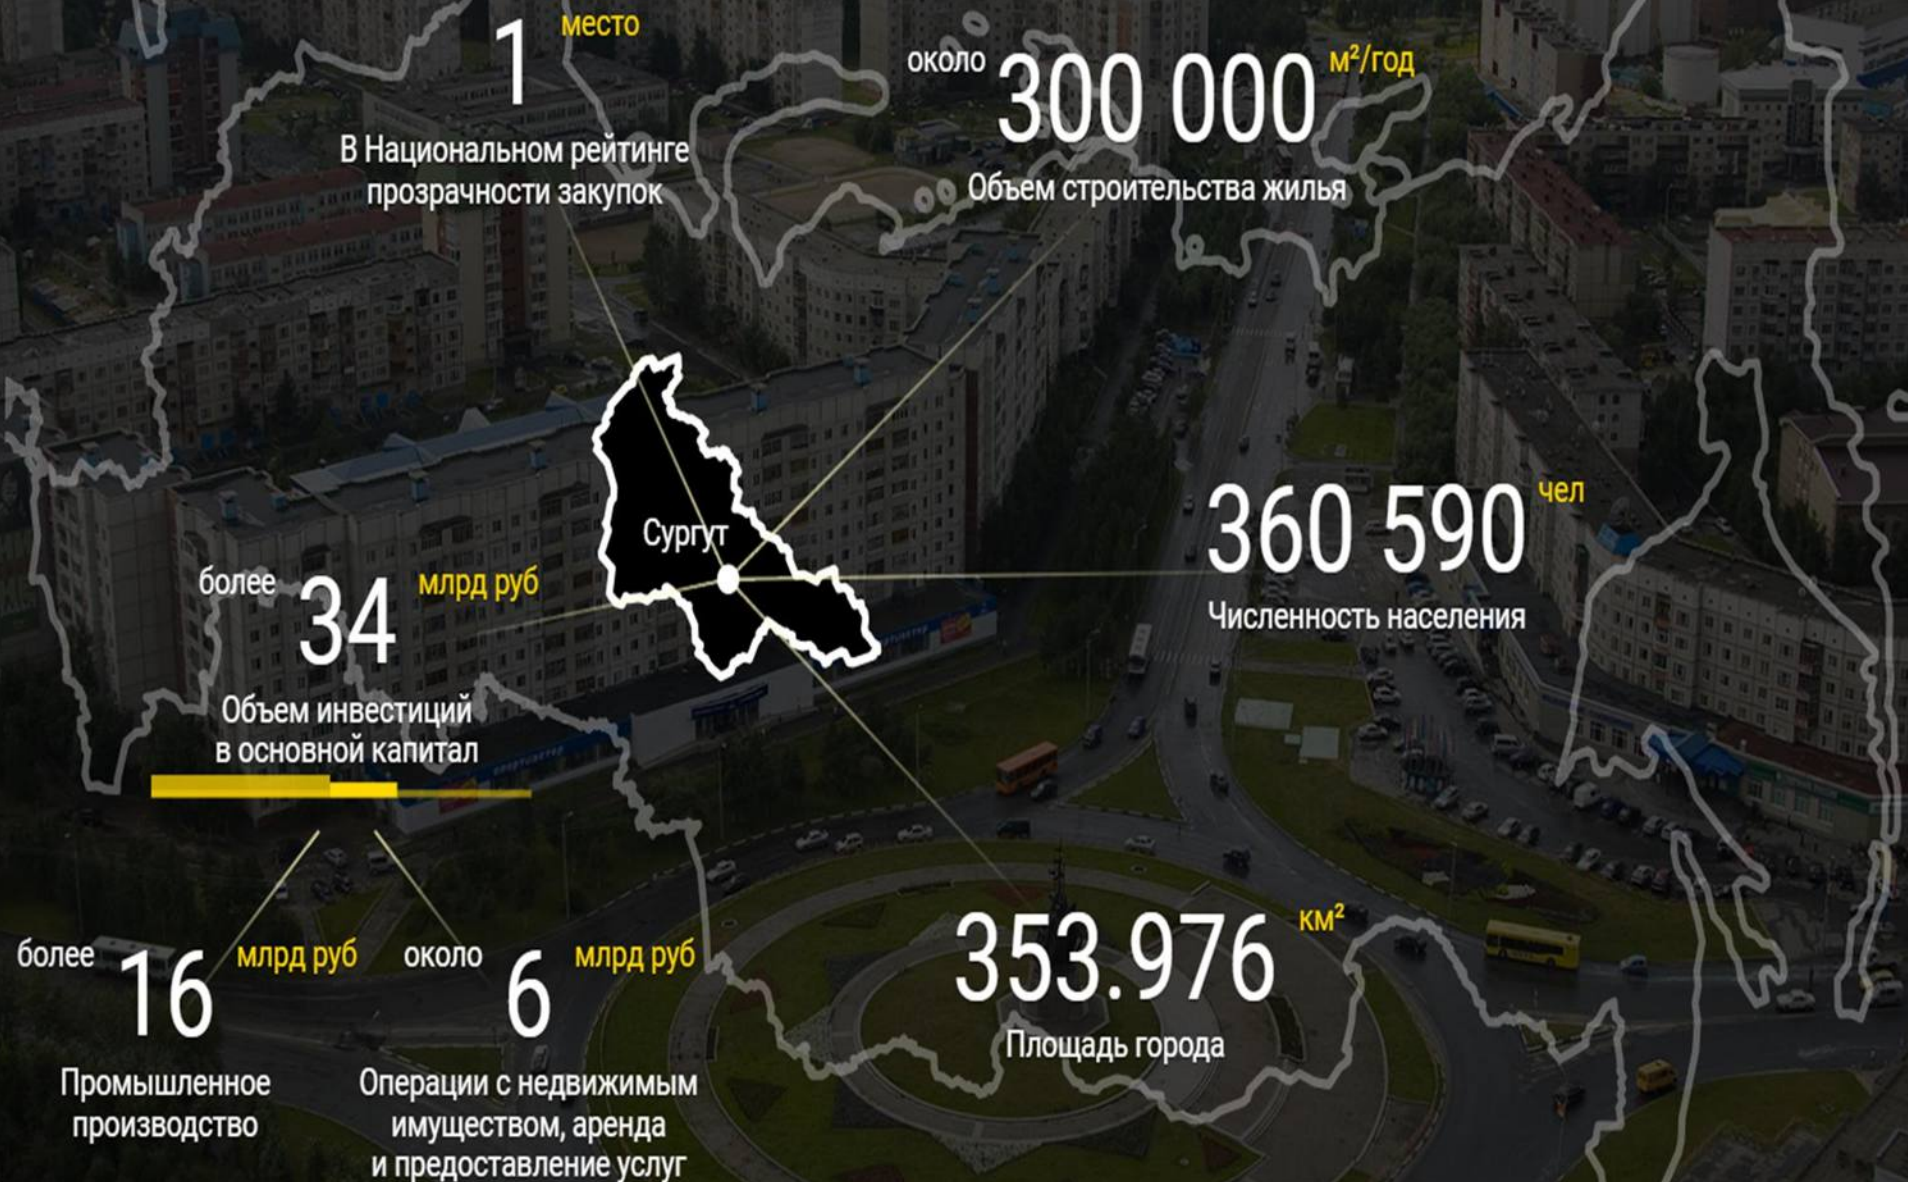 1 место
В Национальном рейтинге
прозрачности закупок
около 300 000 м²/год
Объем строительства жилья
Сургут
360 590 чел
Численность населения
более 34 млрд руб
Объем инвестиций
в основной капитал
353.976 км²
Площадь города
более 16 млрд руб
Промышленное
производство
около 6 млрд руб
Операции с недвижимым
имуществом, аренда
и предоставление услуг